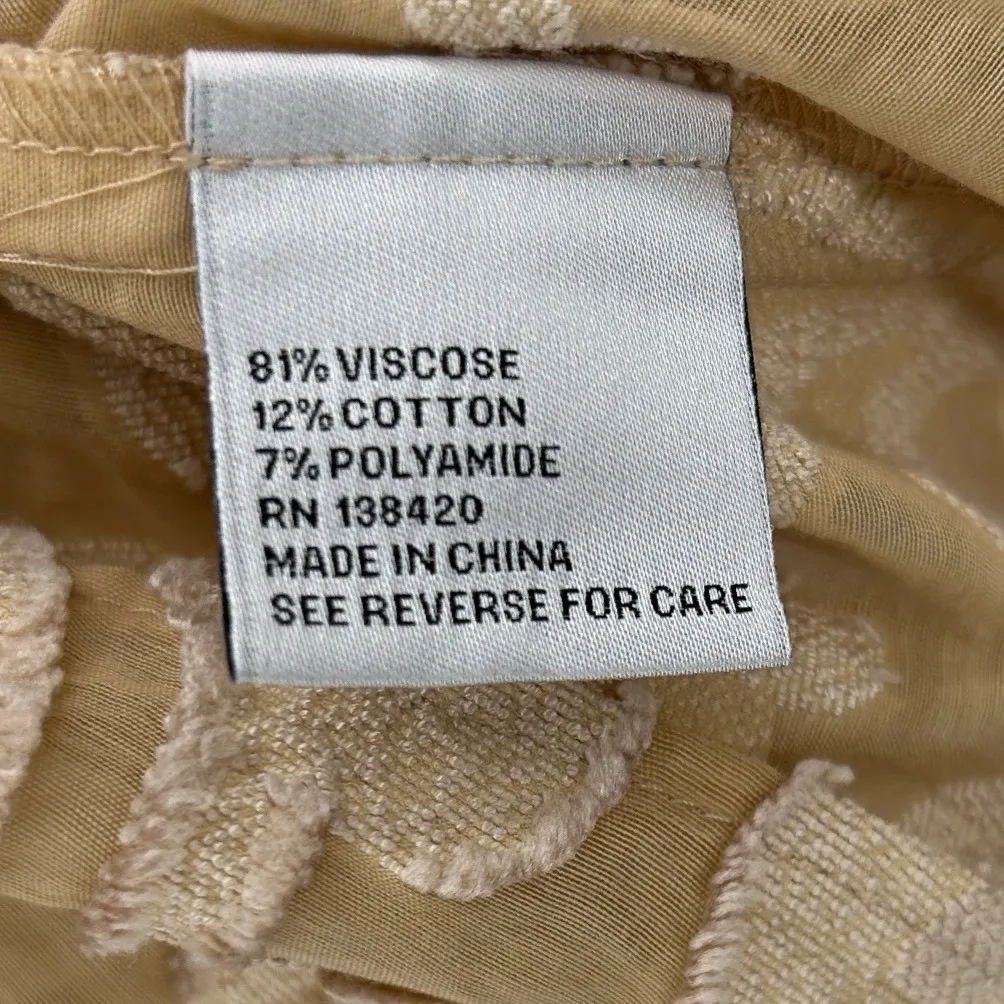 81% VISCOSE
12% COTTON
7% POLYAMIDE
RN 138420
MADE IN CHINA
SEE REVERSE FOR CARE